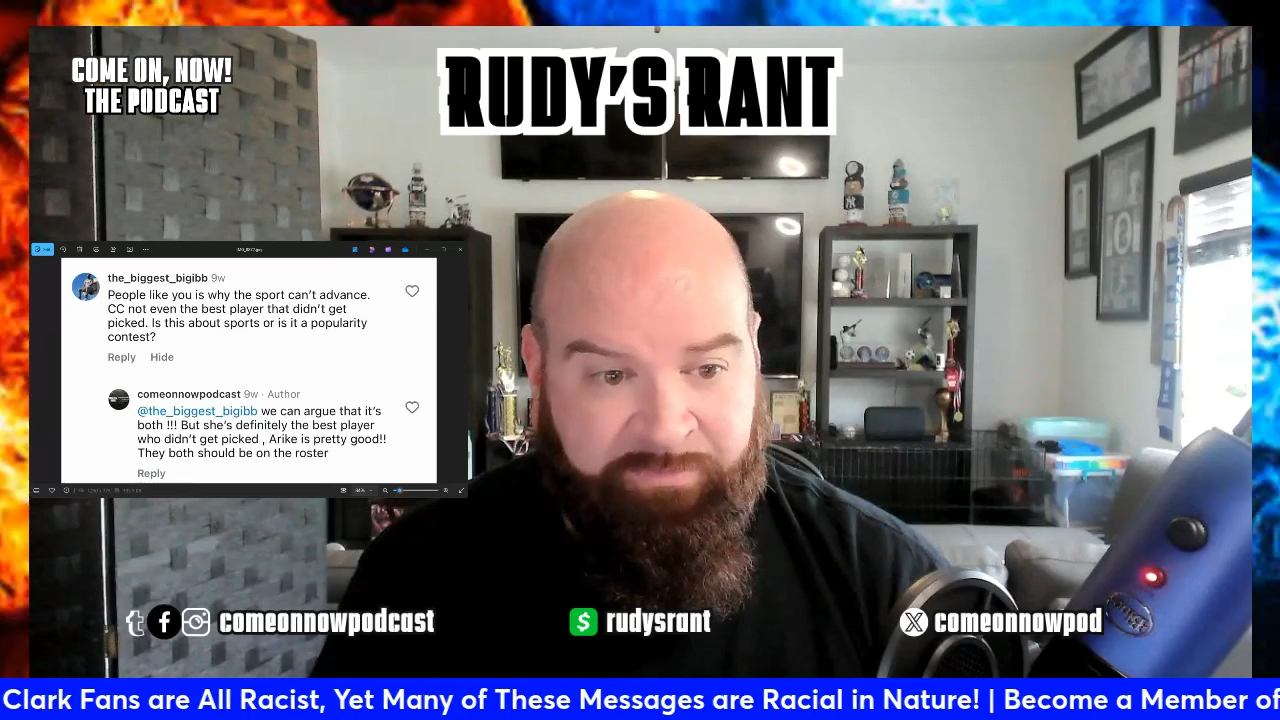 COME ON, NOW!
THE PODCAST
RUDY'S RANT
the_biggest_bigibb 9w
People like you is why the sport can't advance.
CC not even the best player that didn't get
picked. Is this about sports or is it a popularity
contest?
Reply Hide
comeonnowpodcast 9w · Author
@the_biggest_bigibb we can argue that it's
both !!! But she's definitely the best player
who didn't get picked , Arike is pretty good!!
They both should be on the roster
Reply
comeonnowpodcast
$ rudysrant
X comeonnowpod
Clark Fans are All Racist, Yet Many of These Messages are Racial in Nature! | Become a Member of